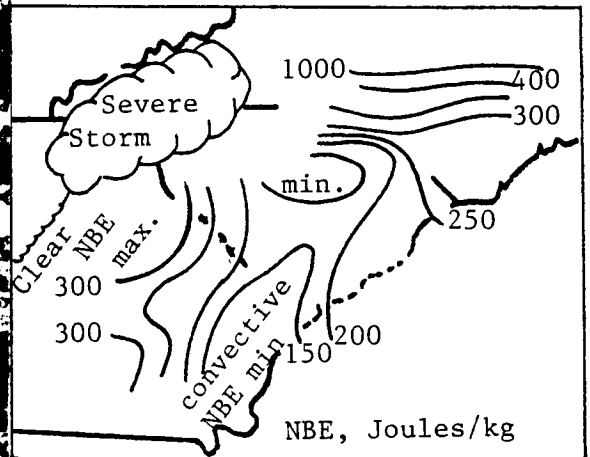 1000
400
300
Severe
Storm
min.
250
Clear NBE max.
300
300
convective
NBE min
150
200
NBE, Joules/kg